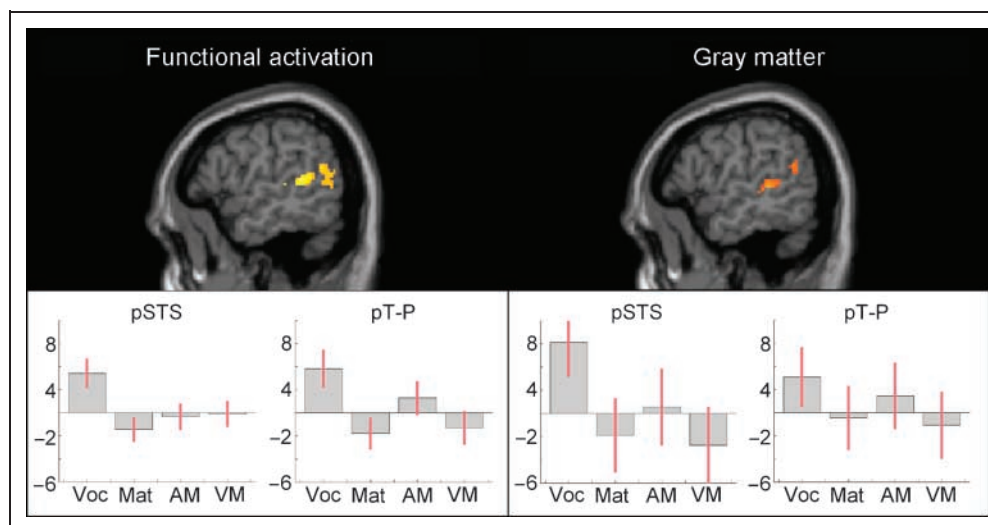 Functional activation
Gray matter
pSTS
pT-P
pSTS
pT-P
8
4
–2
–6
8
4
–2
–6
8
4
–2
–6
8
4
–2
–6
Voc Mat AM VM
Voc Mat AM VM
Voc Mat AM VM
Voc Mat AM VM